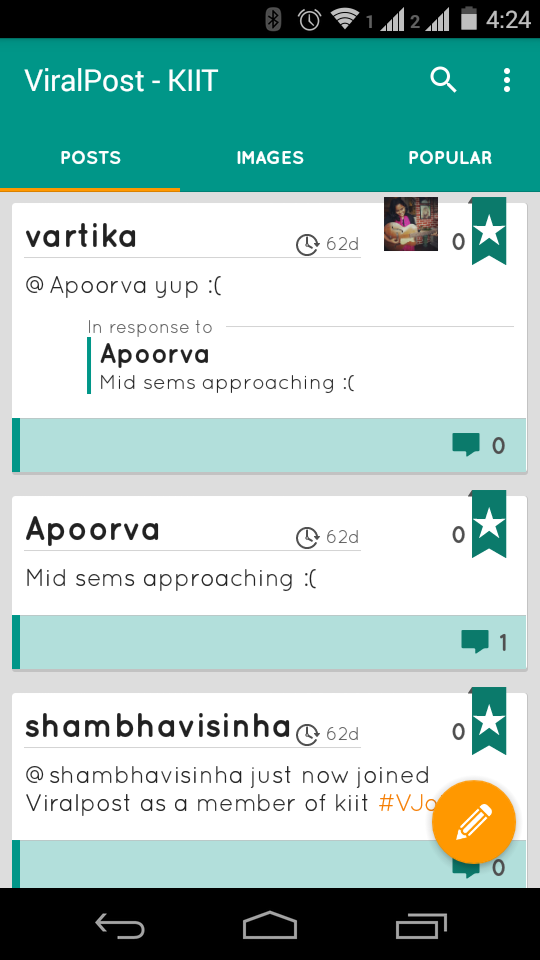 1 2 4:24
ViralPost - KIIT
POSTS IMAGES POPULAR
vartika 62d 0
@Apoorva yup :(
In response to
Apoorva
Mid sems approaching :(
0
Apoorva 62d 0
Mid sems approaching :(
1
shambhavisinha 62d 0
@shambhavisinha just now joined
Viralpost as a member of kiit
0